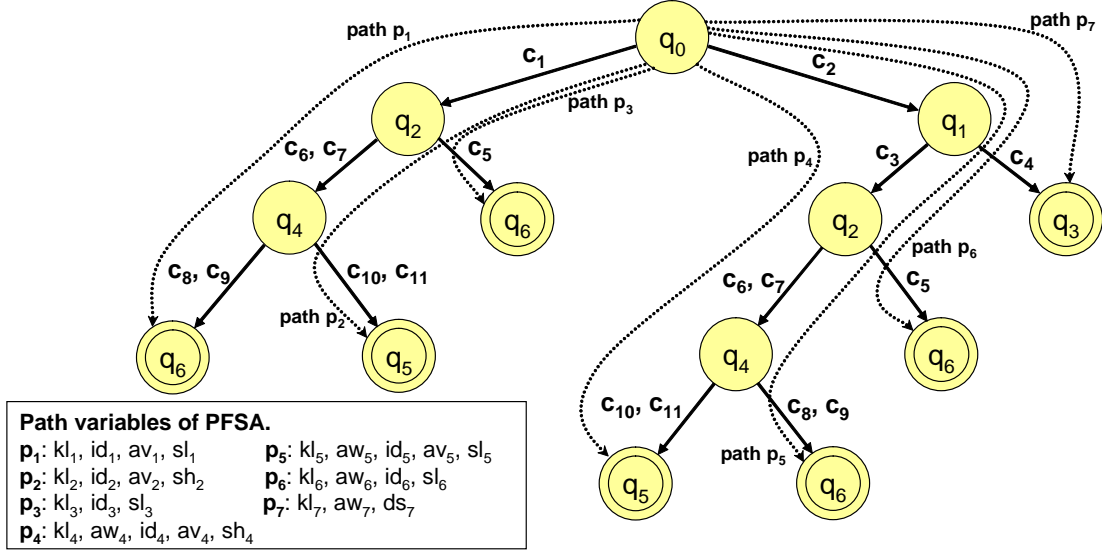 path p₁
q₀
path p₇
c₁
c₂
path p₃
q₂
q₁
c₆, c₇
c₅
path p₄
c₃
c₄
q₄
q₆
q₂
q₃
c₈, c₉
c₁₀, c₁₁
c₆, c₇
path p₆
c₅
path p₂
q₆
q₅
q₄
q₆
c₁₀, c₁₁
c₈, c₉
path p₅
q₅
q₆
Path variables of PFSA.
p₁: kl₁, id₁, av₁, sl₁
p₅: kl₅, aw₅, id₅, av₅, sl₅
p₂: kl₂, id₂, av₂, sh₂
p₆: kl₆, aw₆, id₆, sl₆
p₃: kl₃, id₃, sl₃
p₇: kl₇, aw₇, ds₇
p₄: kl₄, aw₄, id₄, av₄, sh₄